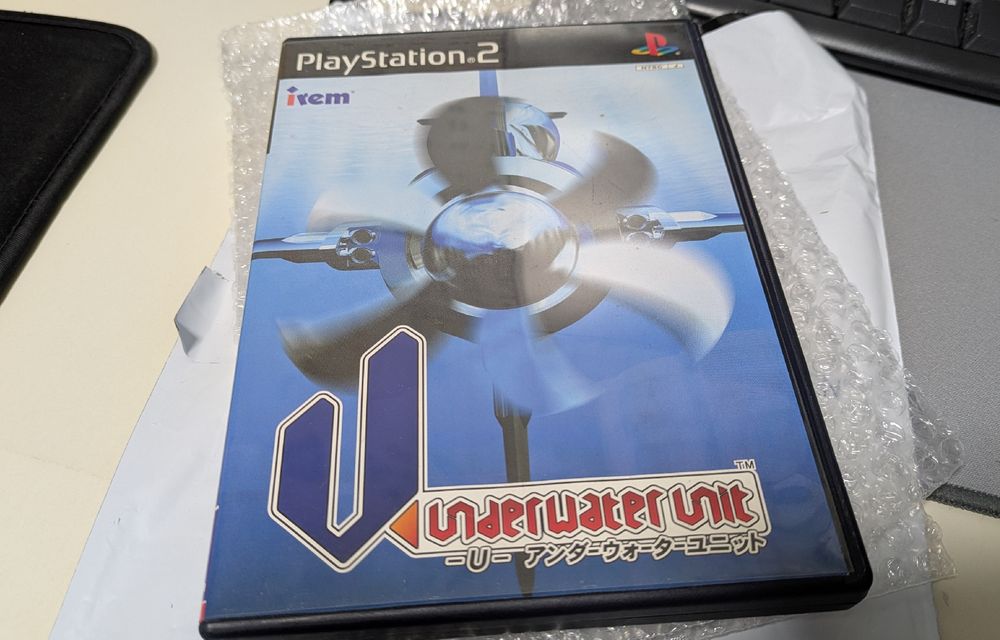 PlayStation®2
NTSC J
irem
U
TM
Underwater Unit
-U- アンダーウォーターユニット